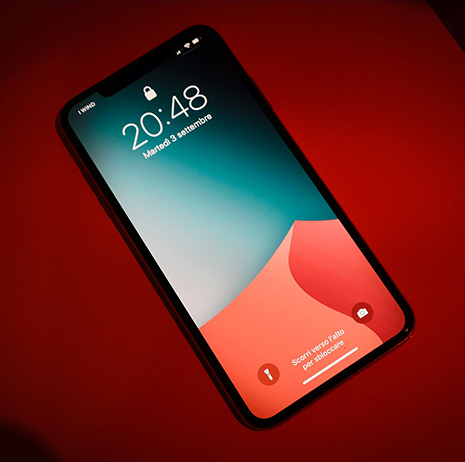 I WIND
20:48
Martedì 3 settembre
Scorri verso l'alto
per sbloccare